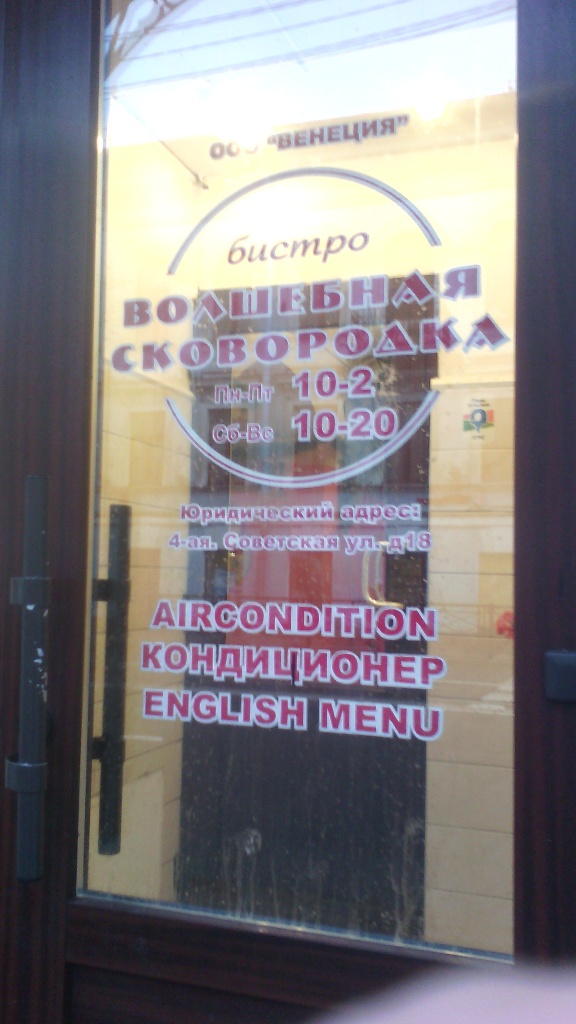 ООО "ВЕНЕЦИЯ"
бистро
ВОЛШЕБНАЯ
СКОВОРОДКА
Пн-Пт 10-2
Сб-Вс 10-20
Юридический адрес:
4-ая. Советская ул. д18
AIRCONDITION
КОНДИЦИОНЕР
ENGLISH MENU